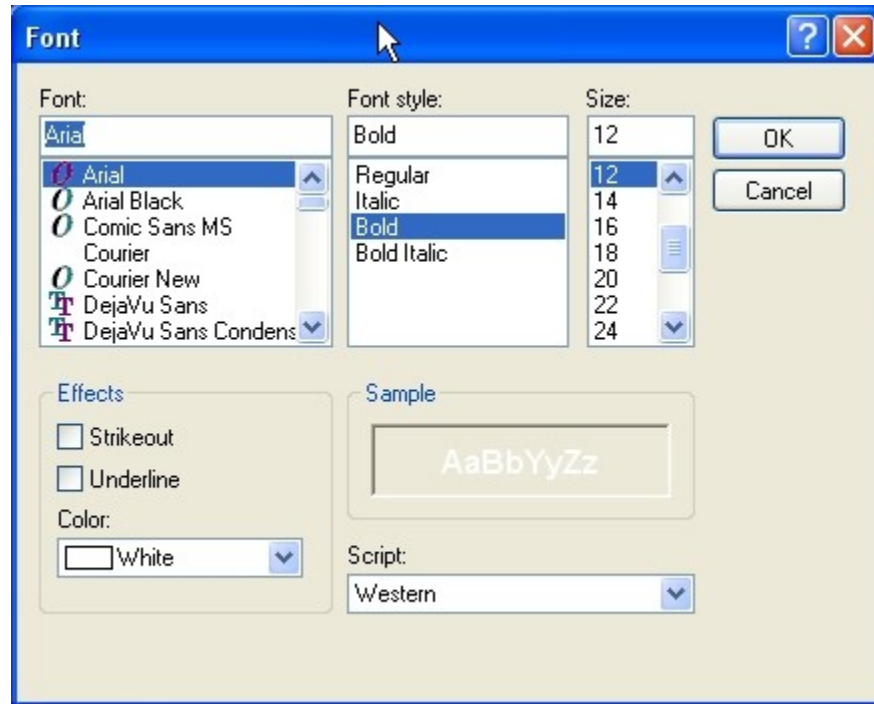 Font
Font:
Font style:
Size:
Arial
Bold
12
OK
Arial
Regular
12
Cancel
Arial Black
Italic
14
Comic Sans MS
Bold
16
Courier
Bold Italic
18
Courier New
20
DejaVu Sans
22
DejaVu Sans Condens
24
Effects
Sample
Strikeout
AaBbYyZz
Underline
Color:
White
Script:
Western